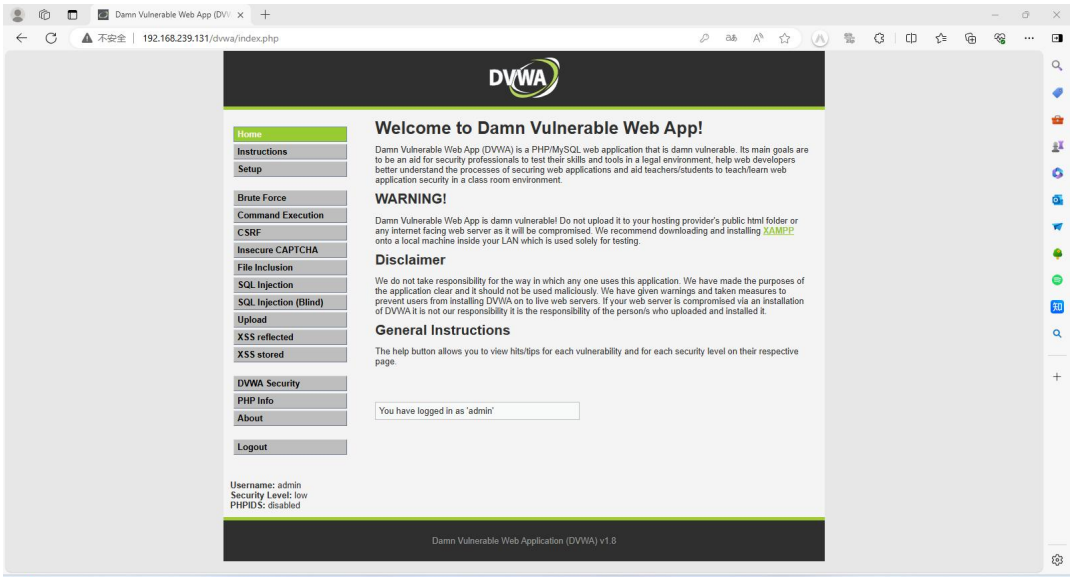 Damn Vulnerable Web App (DVW
不安全
192.168.239.131/dvwa/index.php
DVWA
Home
Instructions
Setup
Brute Force
Command Execution
CSRF
Insecure CAPTCHA
File Inclusion
SQL Injection
SQL Injection (Blind)
Upload
XSS reflected
XSS stored
DVWA Security
PHP Info
About
Logout
Username: admin
Security Level: low
PHPIDS: disabled
Welcome to Damn Vulnerable Web App!
Damn Vulnerable Web App (DVWA) is a PHP/MySQL web application that is damn vulnerable. Its main goals are
to be an aid for security professionals to test their skills and tools in a legal environment, help web developers
better understand the processes of securing web applications and aid teachers/students to teach/learn web
application security in a class room environment.
WARNING!
Damn Vulnerable Web App is damn vulnerable! Do not upload it to your hosting provider's public html folder or
any internet facing web server as it will be compromised. We recommend downloading and installing XAMPP
onto a local machine inside your LAN which is used solely for testing.
Disclaimer
We do not take responsibility for the way in which any one uses this application. We have made the purposes of
the application clear and it should not be used maliciously. We have given warnings and taken measures to
prevent users from installing DVWA on to live web servers. If your web server is compromised via an installation
of DVWA it is not our responsibility it is the responsibility of the person/s who uploaded and installed it.
General Instructions
The help button allows you to view hits/tips for each vulnerability and for each security level on their respective
page.
You have logged in as 'admin'
Damn Vulnerable Web Application (DVWA) v1.8
知